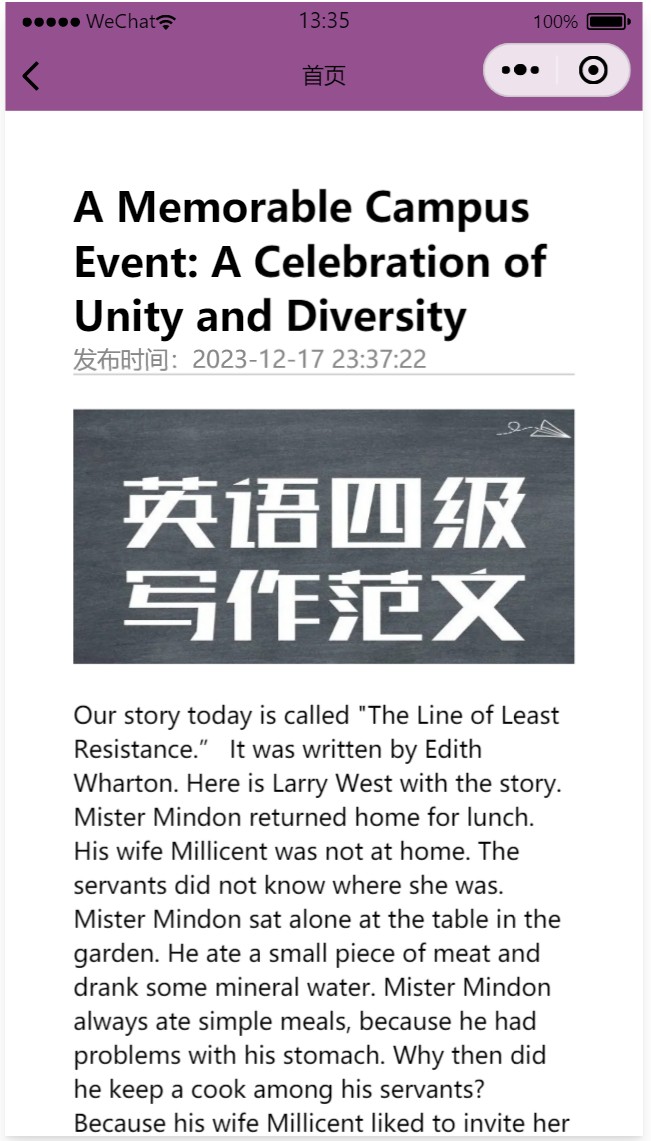 WeChat 13:35 100%
首页
A Memorable Campus
Event: A Celebration of
Unity and Diversity
发布时间：2023-12-17 23:37:22
英语四级
写作范文
Our story today is called "The Line of Least
Resistance.” It was written by Edith
Wharton. Here is Larry West with the story.
Mister Mindon returned home for lunch.
His wife Millicent was not at home. The
servants did not know where she was.
Mister Mindon sat alone at the table in the
garden. He ate a small piece of meat and
drank some mineral water. Mister Mindon
always ate simple meals, because he had
problems with his stomach. Why then did
he keep a cook among his servants?
Because his wife Millicent liked to invite her